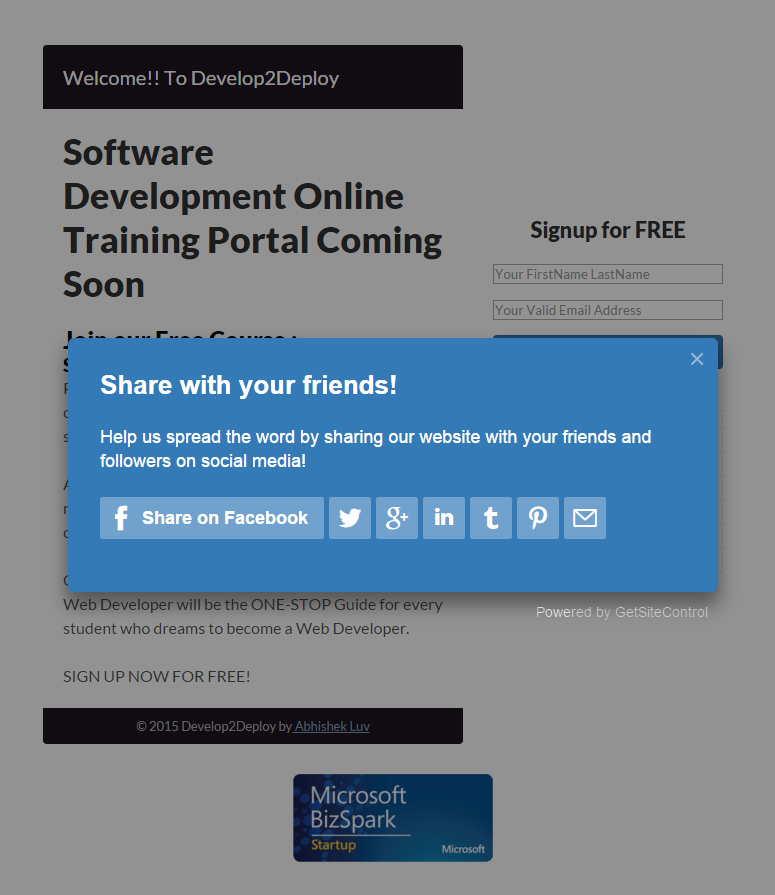 Welcome!! To Develop2Deploy
Software
Development Online
Training Portal Coming
Soon
Join our Free Course :
Signup for FREE
Your FirstName LastName
Your Valid Email Address
Share with your friends!
Help us spread the word by sharing our website with your friends and
followers on social media!
Share on Facebook
Powered by GetSiteControl
Web Developer will be the ONE-STOP Guide for every
student who dreams to become a Web Developer.
SIGN UP NOW FOR FREE!
© 2015 Develop2Deploy by Abhishek Luv
Microsoft
BizSpark
Startup
Microsoft